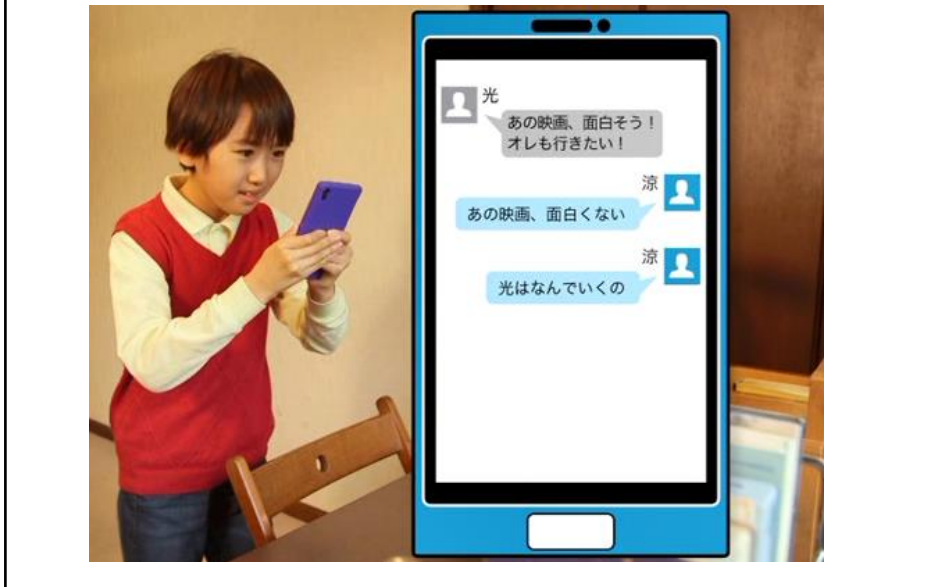 光
あの映画、面白そう！
オレも行きたい！
涼
あの映画、面白くない
涼
光はなんでいくの